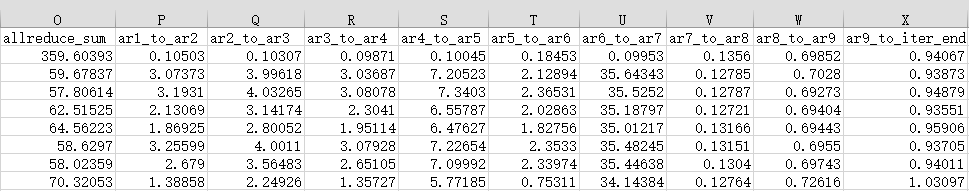 O P Q R S T U V W X
allreduce_sum ar1_to_ar2 ar2_to_ar3 ar3_to_ar4 ar4_to_ar5 ar5_to_ar6 ar6_to_ar7 ar7_to_ar8 ar8_to_ar9 ar9_to_iter_end
359.60393 0.10503 0.10307 0.09871 0.10045 0.18453 0.09953 0.1356 0.69852 0.94067
59.67837 3.07373 3.99618 3.03687 7.20523 2.12894 35.64343 0.12785 0.7028 0.93873
57.80614 3.1931 4.03265 3.08078 7.3403 2.36531 35.5252 0.12787 0.69273 0.94879
62.51525 2.13069 3.14174 2.3041 6.55787 2.02863 35.18797 0.12721 0.69404 0.93551
64.56223 1.86925 2.80052 1.95114 6.47627 1.82756 35.01217 0.13166 0.69443 0.95906
58.6297 3.25599 4.0011 3.07928 7.22654 2.3533 35.48245 0.13151 0.6955 0.93705
58.02359 2.679 3.56483 2.65105 7.09992 2.33974 35.44638 0.1304 0.69743 0.94011
70.32053 1.38858 2.24926 1.35727 5.77185 0.75311 34.14384 0.12764 0.72616 1.03097